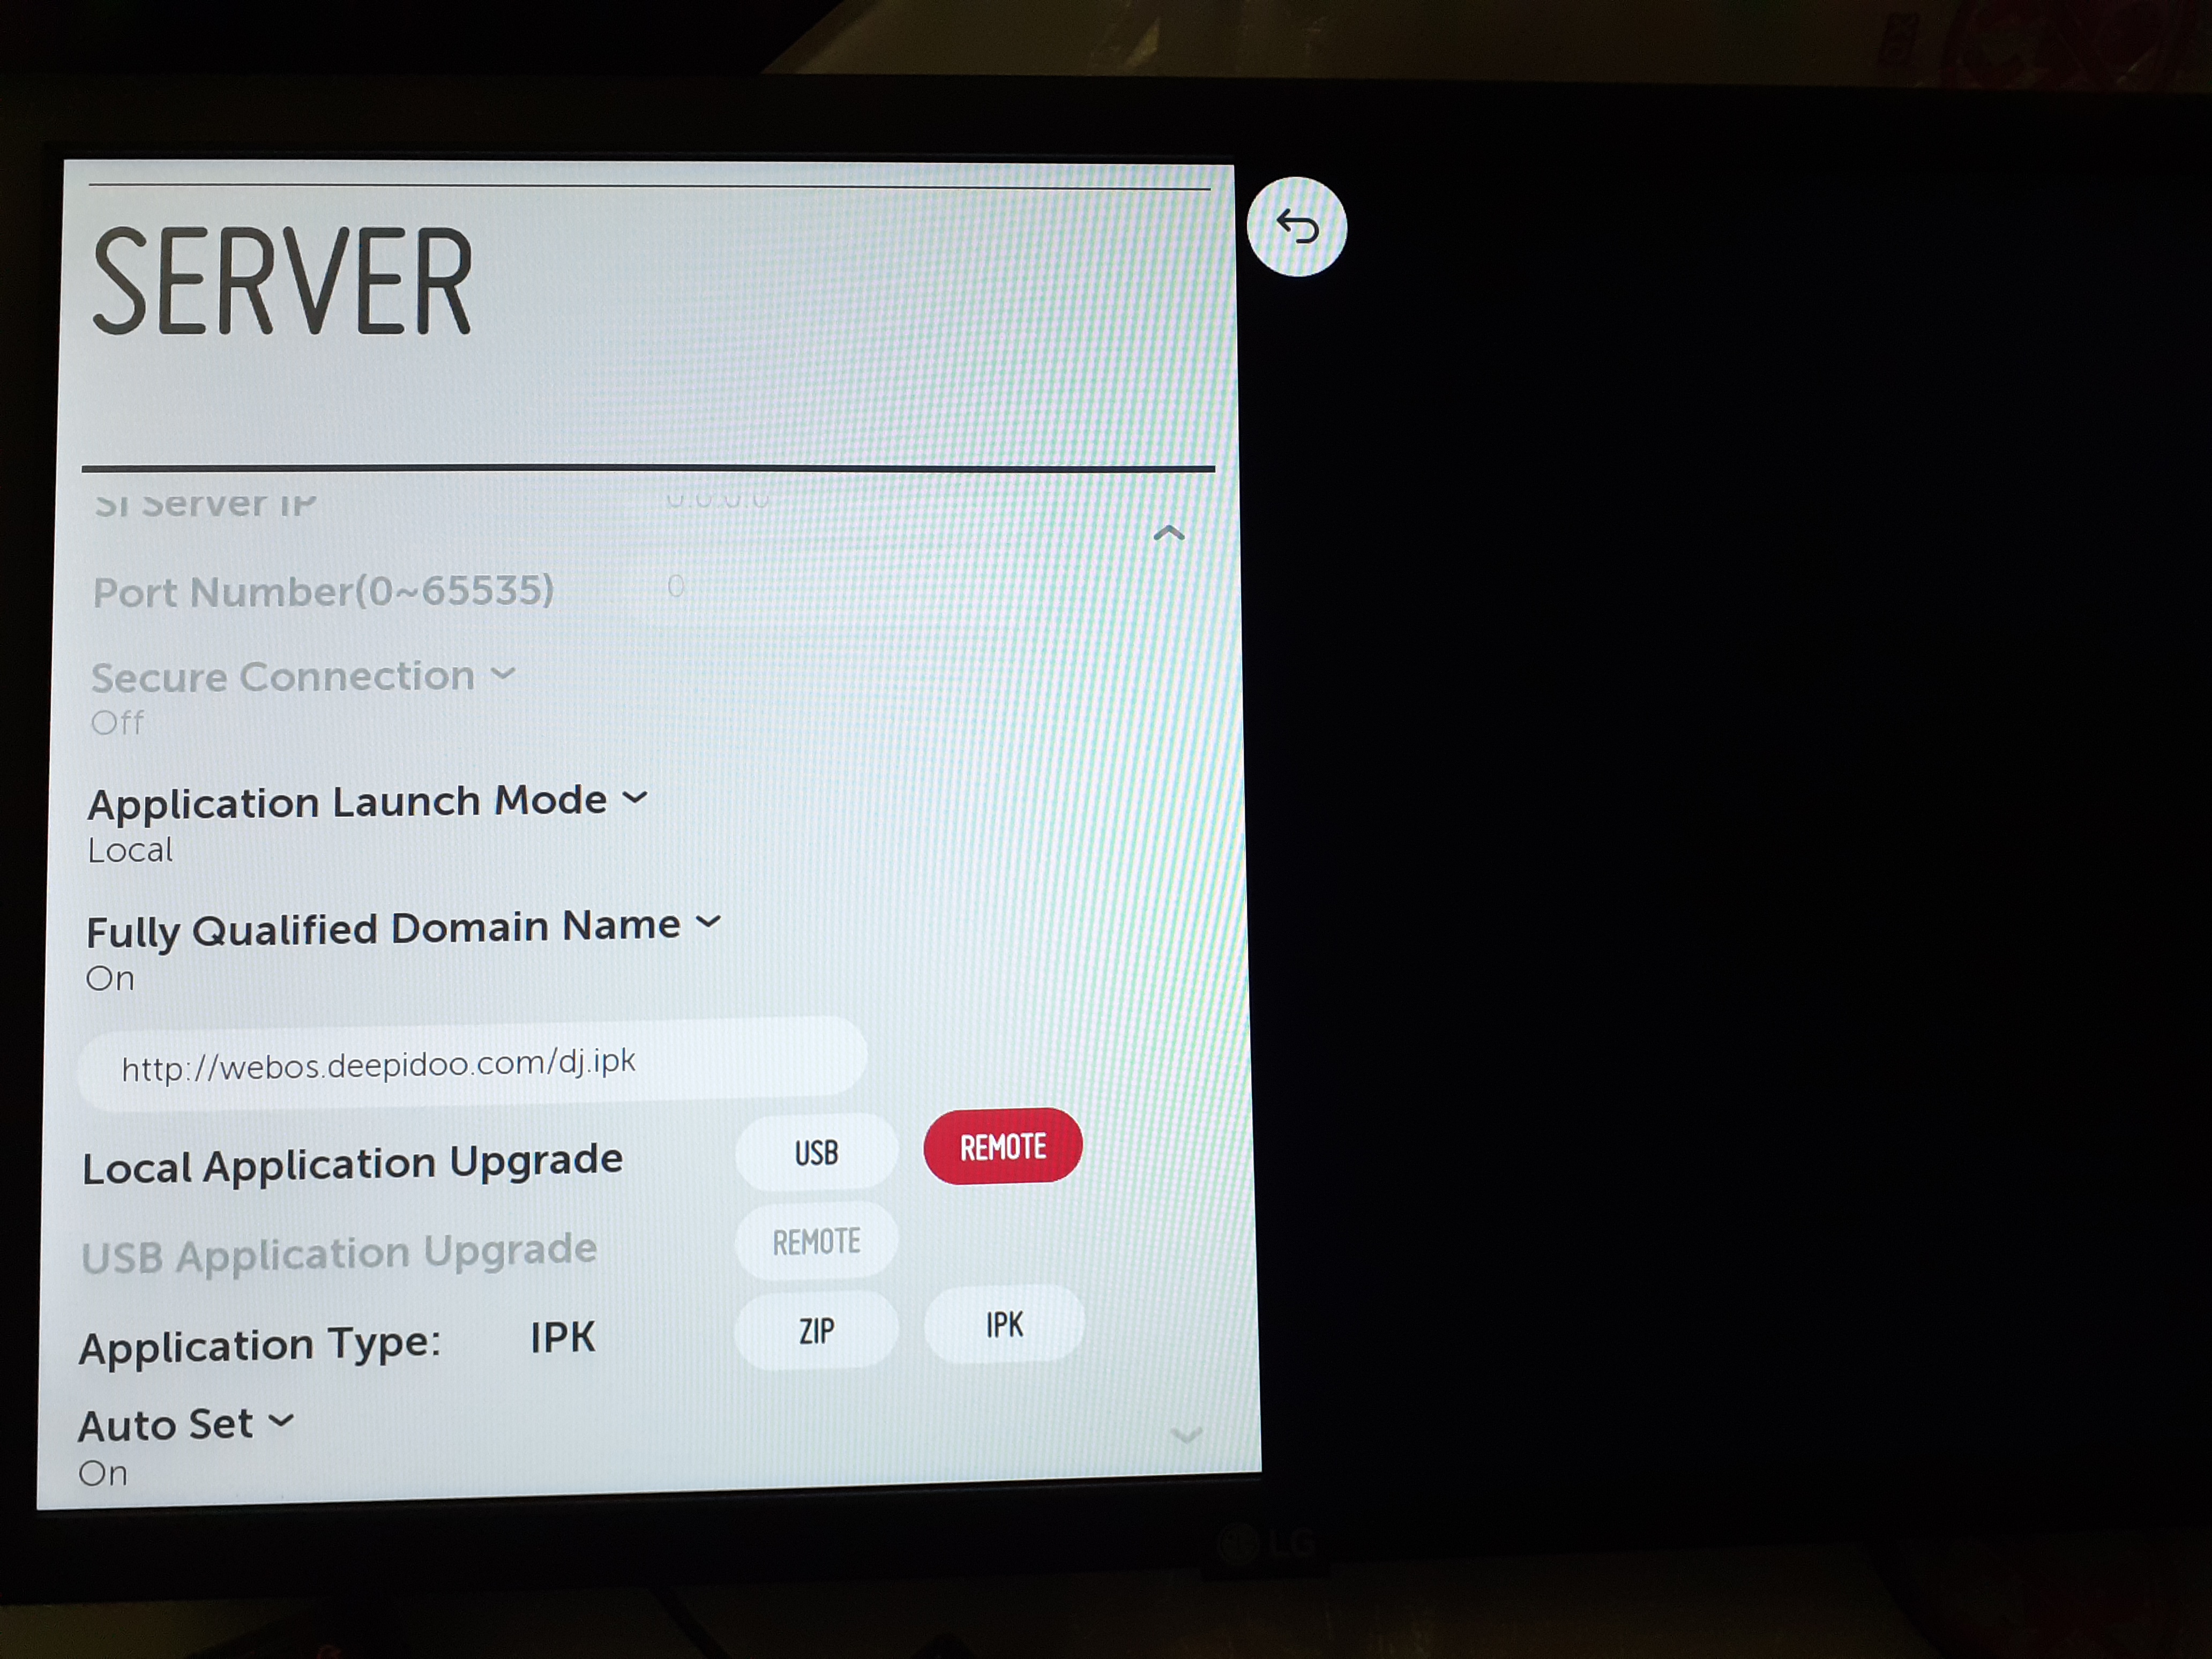 SERVER
SI Server IP 0.0.0.0
Port Number(0~65535) 0
Secure Connection
Off
Application Launch Mode
Local
Fully Qualified Domain Name
On
http://webos.deepidoo.com/dj.ipk
Local Application Upgrade USB REMOTE
USB Application Upgrade REMOTE
Application Type: IPK ZIP IPK
Auto Set
On
LG